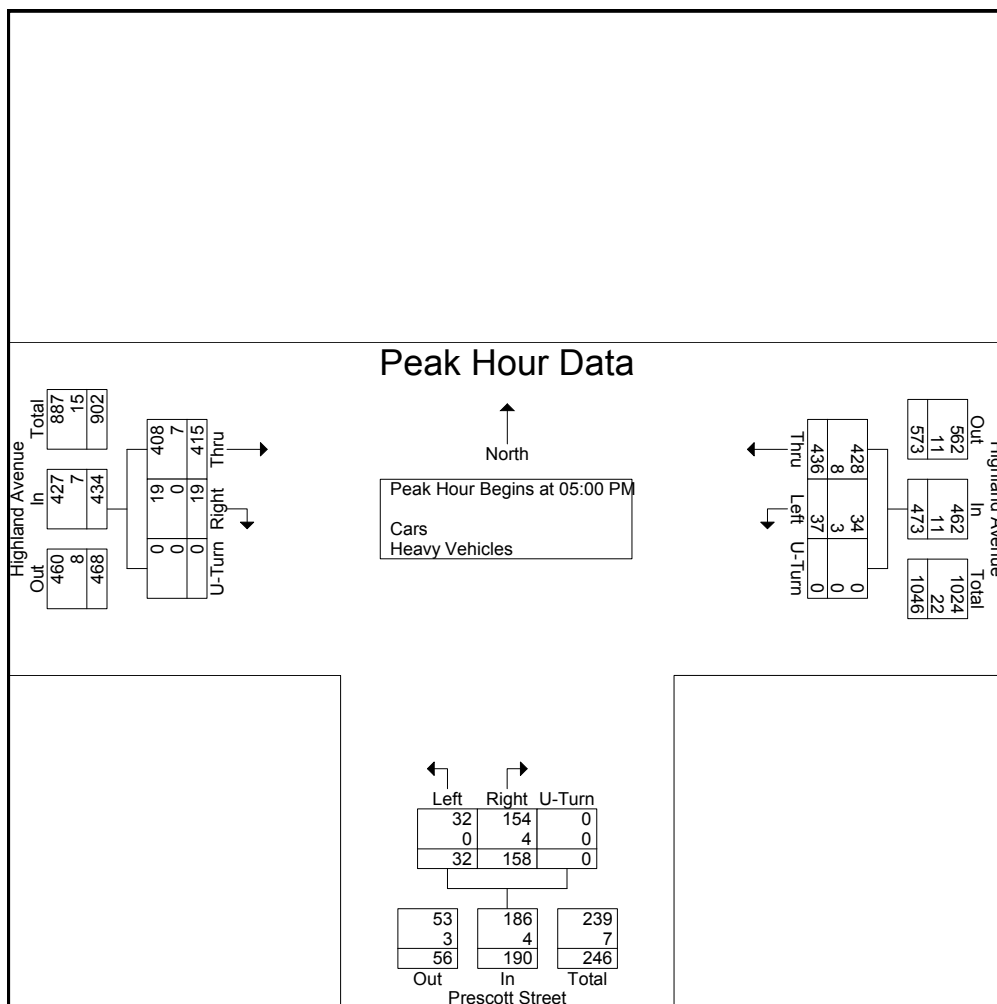 Peak Hour Data
North
Peak Hour Begins at 05:00 PM
Cars
Heavy Vehicles
Highland Avenue
Total
887 15 902
In
427 7 434
Out
460 8 468
Thru
408 7 415
Right
19 0 19
U-Turn
0 0 0
Highland Avenue
Out
562 11 573
In
462 11 473
Total
1024 22 1046
Thru
428 8 436
Left
34 3 37
U-Turn
0 0 0
Left Right U-Turn
32 154 0
0 4 0
32 158 0
53 186 239
3 4 7
56 190 246
Out In Total
Prescott Street